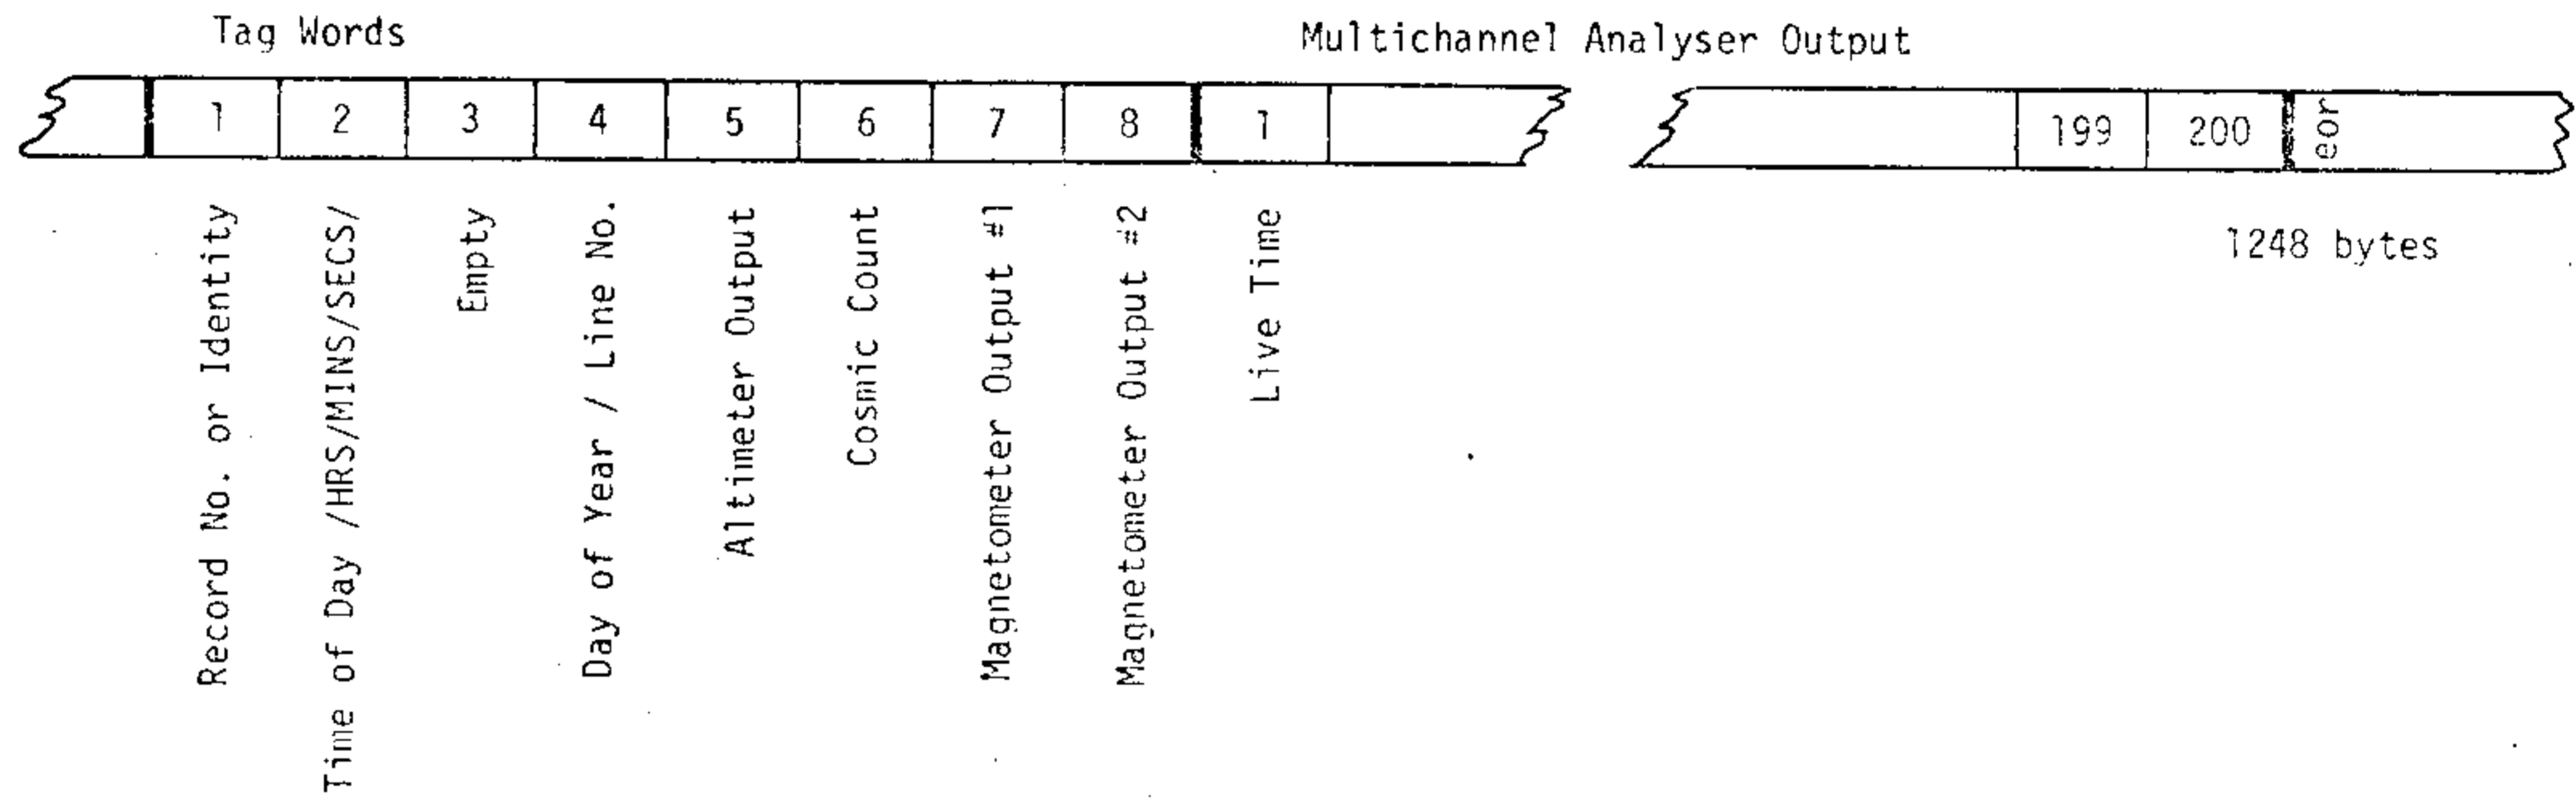 Tag Words
Multichannel Analyser Output
1 2 3 4 5 6 7 8 1 199 200 eor
Record No. or Identity
Time of Day /HRS/MINS/SECS/
Empty
Day of Year / Line No.
Altimeter Output
Cosmic Count
Magnetometer Output #1
Magnetometer Output #2
Live Time
1248 bytes